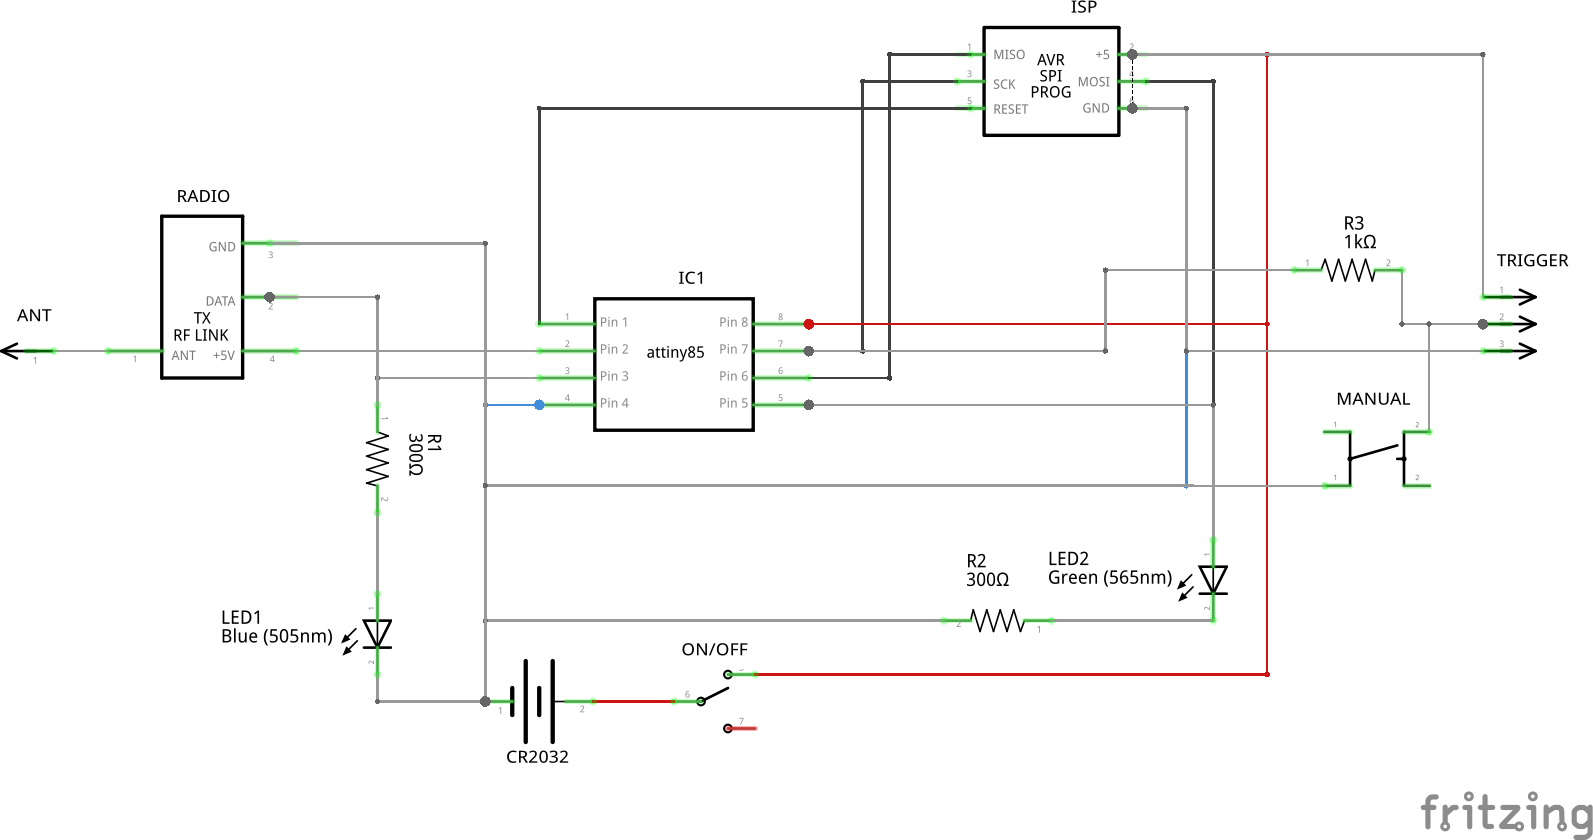 ISP
1
MISO
+5
2
AVR
SPI
PROG
3
SCK
MOSI
5
RESET
GND
RADIO
GND
3
DATA
2
TX
RF LINK
ANT
+5V
1
4
ANT
1
IC1
1
Pin 1
Pin 8
8
2
Pin 2
Pin 7
7
attiny85
3
Pin 3
Pin 6
6
4
Pin 4
Pin 5
5
R3
1kΩ
1
2
TRIGGER
1
2
3
MANUAL
1
2
1
2
1
R1
300Ω
2
R2
300Ω
2
1
LED2
Green (565nm)
1
2
LED1
Blue (505nm)
1
2
ON/OFF
5
6
7
1
2
CR2032
fritzing